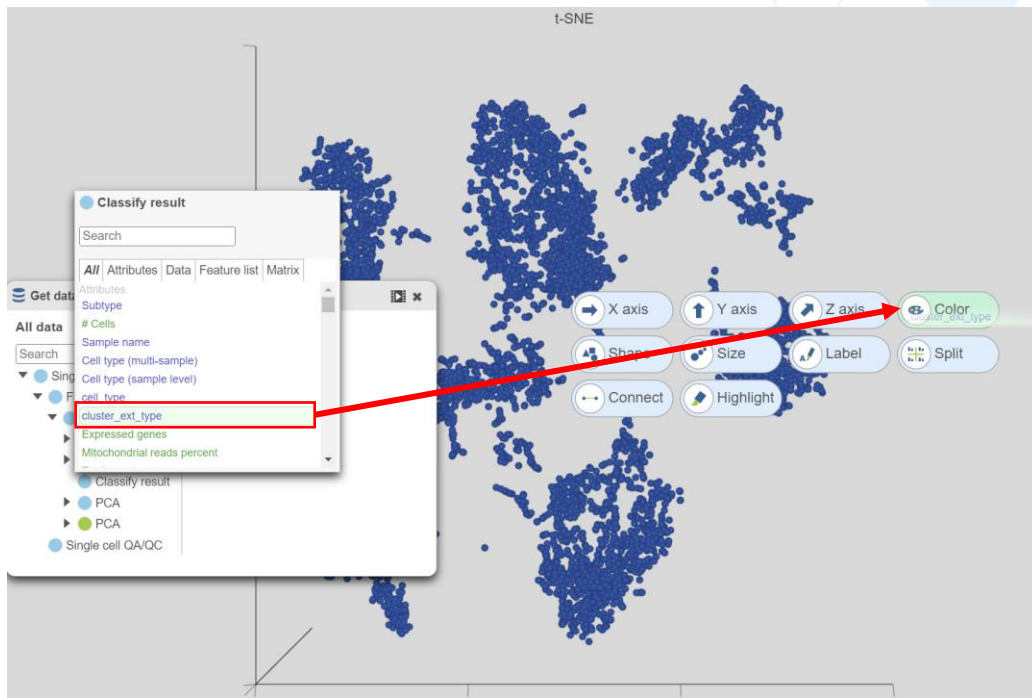 t-SNE
Classify result
Search
All Attributes Data Feature list Matrix
Attributes
Subtype
# Cells
Sample name
Cell type (multi-sample)
Cell type (sample level)
cell_type
cluster_ext_type
Expressed genes
Mitochondrial reads percent
Get data
All data
Search
Sing
F
Classify result
PCA
PCA
Single cell QA/QC
X axis
Y axis
Z axis
Color
cluster_ext_type
Shape
Size
Label
Split
Connect
Highlight